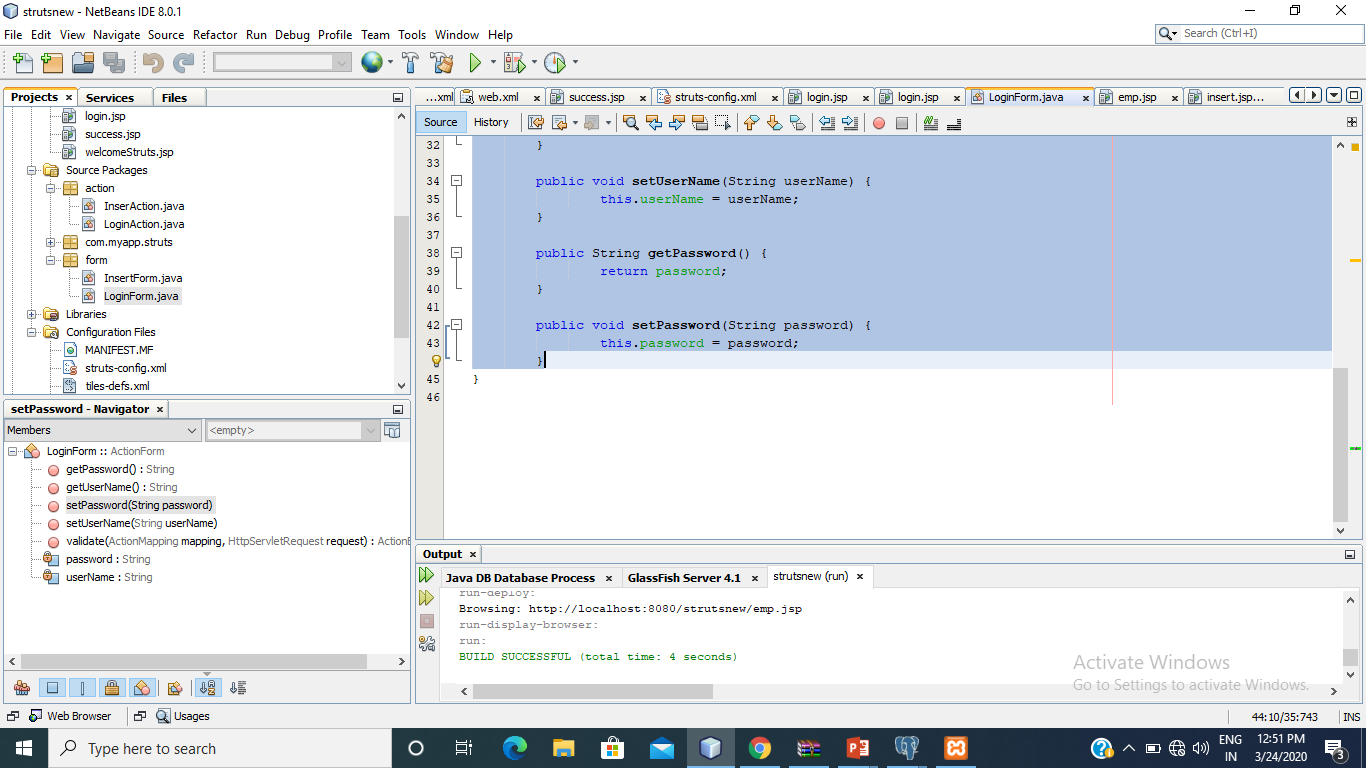 strutsnew - NetBeans IDE 8.0.1
File Edit View Navigate Source Refactor Run Debug Profile Team Tools Window Help
Search (Ctrl+I)
Projects Services Files
login.jsp
success.jsp
welcomeStruts.jsp
Source Packages
action
InserAction.java
LoginAction.java
com.myapp.struts
form
InsertForm.java
LoginForm.java
Libraries
Configuration Files
MANIFEST.MF
struts-config.xml
tiles-defs.xml
setPassword - Navigator
Members
<empty>
LoginForm :: ActionForm
getPassword() : String
getUserName() : String
setPassword(String password)
setUserName(String userName)
validate(ActionMapping mapping, HttpServletRequest request) : ActionE
password : String
userName : String
...xml web.xml success.jsp struts-config.xml login.jsp login.jsp LoginForm.java emp.jsp insert.jsp...
Source History
32 }
33
34 public void setUserName(String userName) {
35 this.userName = userName;
36 }
37
38 public String getPassword() {
39 return password;
40 }
41
42 public void setPassword(String password) {
43 this.password = password;
}
45 }
46
Output
Java DB Database Process GlassFish Server 4.1 strutsnew (run)
run-deploy:
Browsing: http://localhost:8080/strutsnew/emp.jsp
run-display-browser:
run:
BUILD SUCCESSFUL (total time: 4 seconds)
Activate Windows
Go to Settings to activate Windows.
Web Browser Usages
44:10/35:743 INS
Type here to search
ENG
IN
12:51 PM
3/24/2020
3